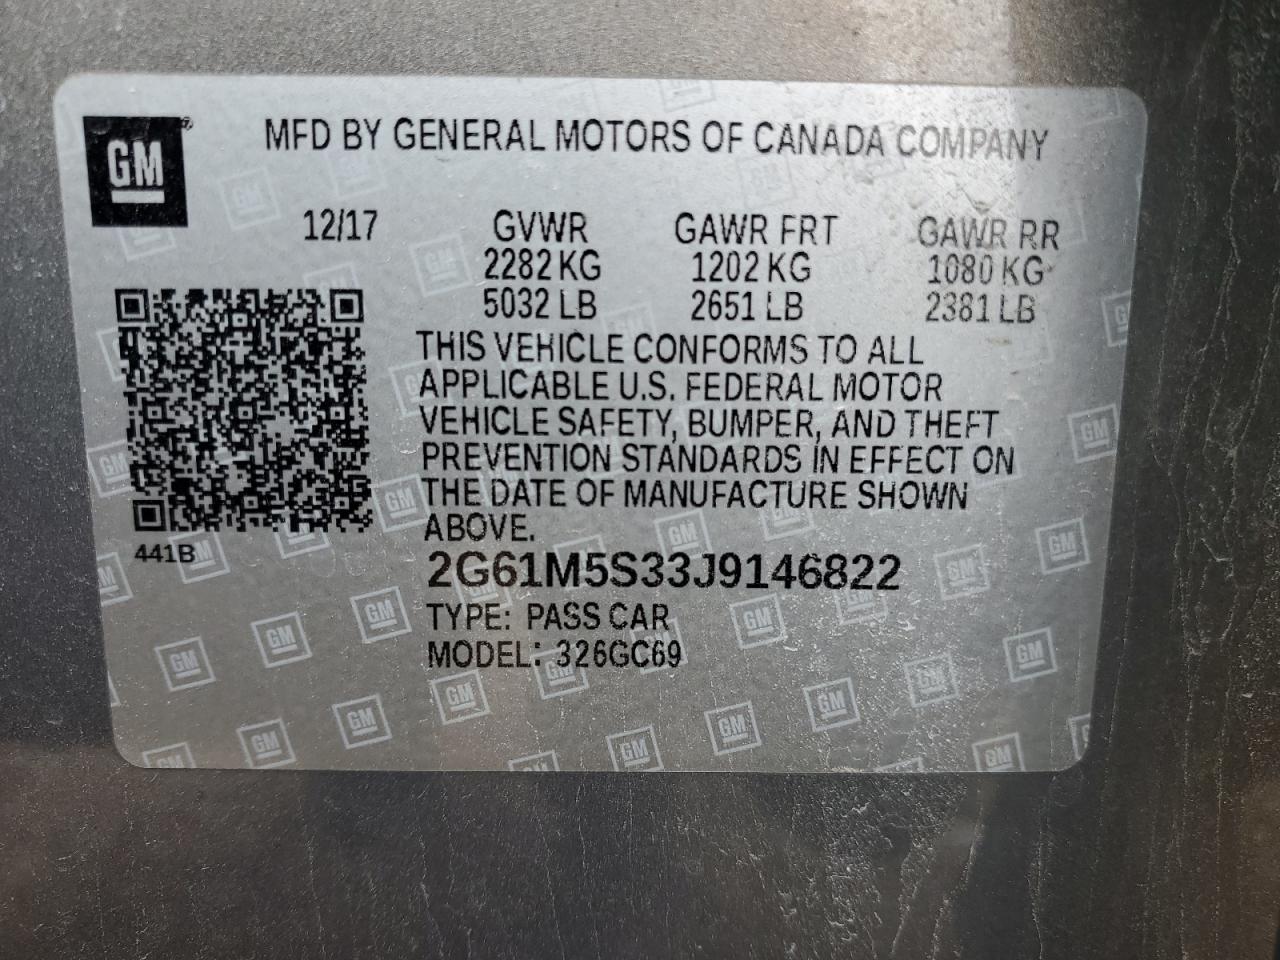 GM
MFD BY GENERAL MOTORS OF CANADA COMPANY
12/17 GVWR GAWR FRT GAWR RR
2282 KG 1202 KG 1080 KG
5032 LB 2651 LB 2381 LB
THIS VEHICLE CONFORMS TO ALL
APPLICABLE U.S. FEDERAL MOTOR
VEHICLE SAFETY, BUMPER, AND THEFT
PREVENTION STANDARDS IN EFFECT ON
THE DATE OF MANUFACTURE SHOWN
ABOVE.
441B
2G61M5S33J9146822
TYPE: PASS CAR
MODEL: 326GC69